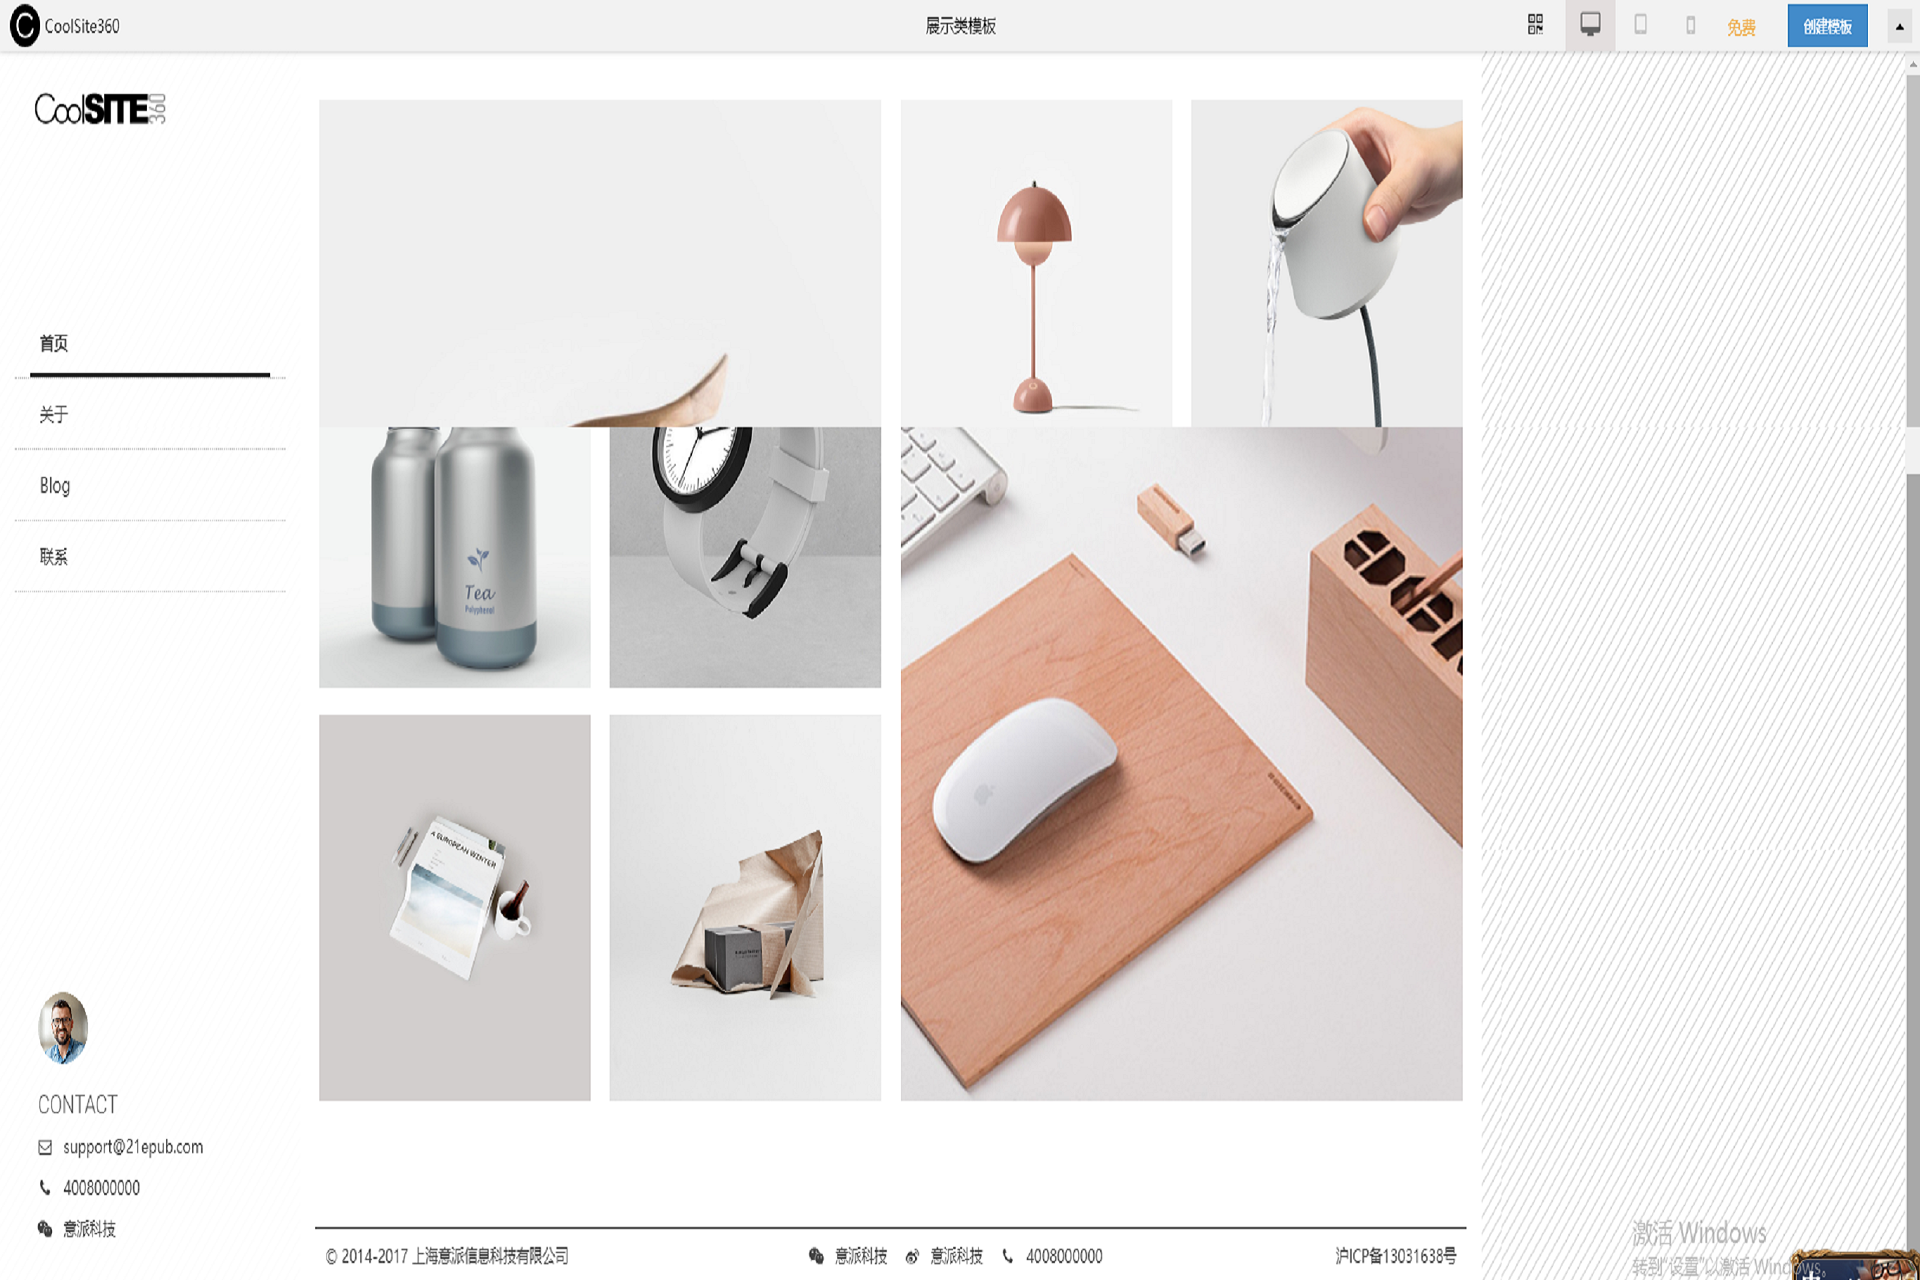 CoolSite360
展示类模板
免费
创建模板
CoolSITE360
首页
关于
Blog
联系
Tea
Polyphenol
A EUROPEAN WINTER
CONTACT
support@21epub.com
4008000000
意派科技
© 2014-2017 上海意派信息科技有限公司
意派科技
意派科技
4008000000
沪ICP备13031638号
激活 Windows
转到"设置"以激活 Windows。